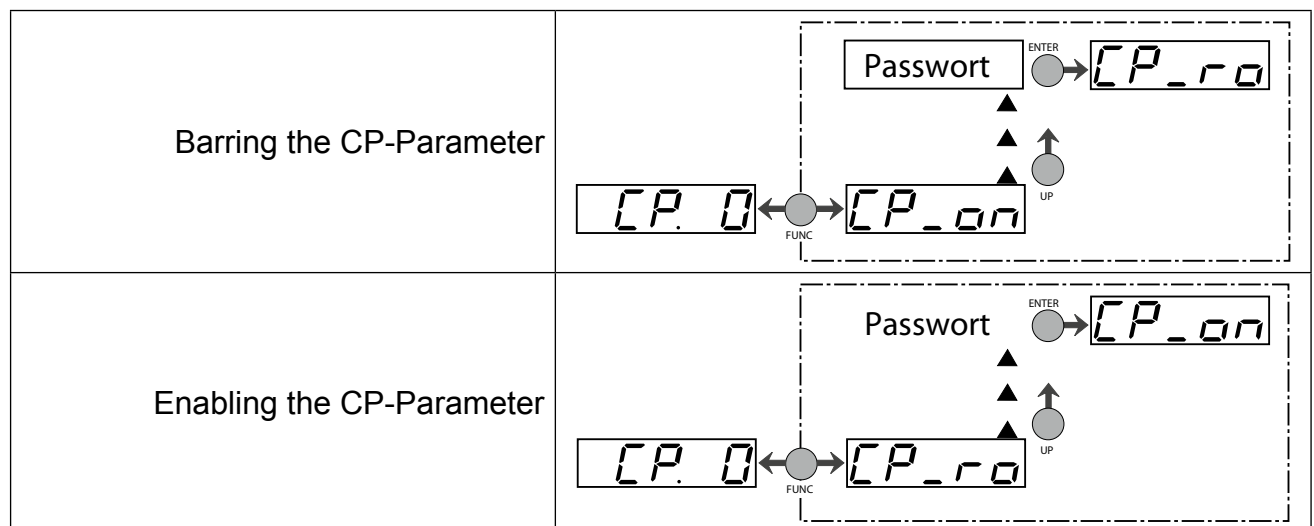 Barring the CP-Parameter
Passwort
ENTER
CP_ro
UP
CP. 0
FUNC
CP_on
Enabling the CP-Parameter
Passwort
ENTER
CP_on
UP
CP. 0
FUNC
CP_ro